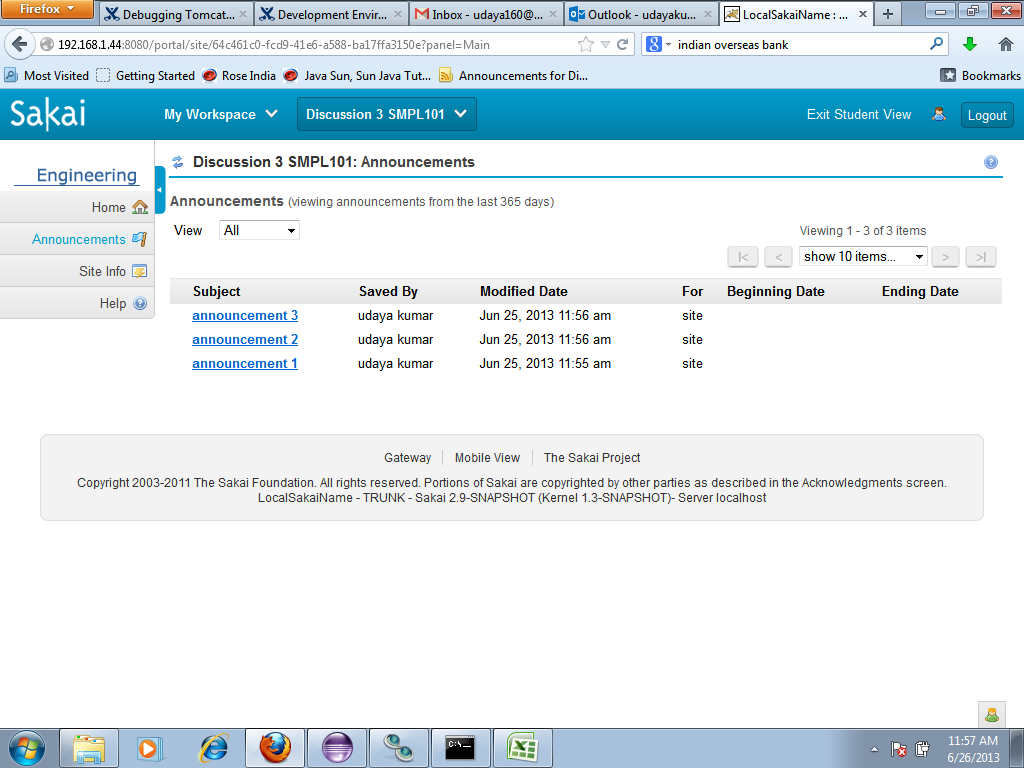 Firefox
Debugging Tomcat...
Development Envir...
Inbox - udaya160@...
Outlook - udayaku...
LocalSakaiName : ...
192.168.1.44:8080/portal/site/64c461c0-fcd9-41e6-a588-ba17ffa3150e?panel=Main
indian overseas bank
Most Visited
Getting Started
Rose India
Java Sun, Sun Java Tut...
Announcements for Di...
Bookmarks
Sakai
My Workspace
Discussion 3 SMPL101
Exit Student View
Logout
Engineering
Home
Announcements
Site Info
Help
Discussion 3 SMPL101: Announcements
Announcements (viewing announcements from the last 365 days)
View All
Viewing 1 - 3 of 3 items
|< < show 10 items... > >|
Subject Saved By Modified Date For Beginning Date Ending Date
announcement 3 udaya kumar Jun 25, 2013 11:56 am site
announcement 2 udaya kumar Jun 25, 2013 11:56 am site
announcement 1 udaya kumar Jun 25, 2013 11:55 am site
Gateway Mobile View The Sakai Project
Copyright 2003-2011 The Sakai Foundation. All rights reserved. Portions of Sakai are copyrighted by other parties as described in the Acknowledgments screen.
LocalSakaiName - TRUNK - Sakai 2.9-SNAPSHOT (Kernel 1.3-SNAPSHOT)- Server localhost
11:57 AM
6/26/2013